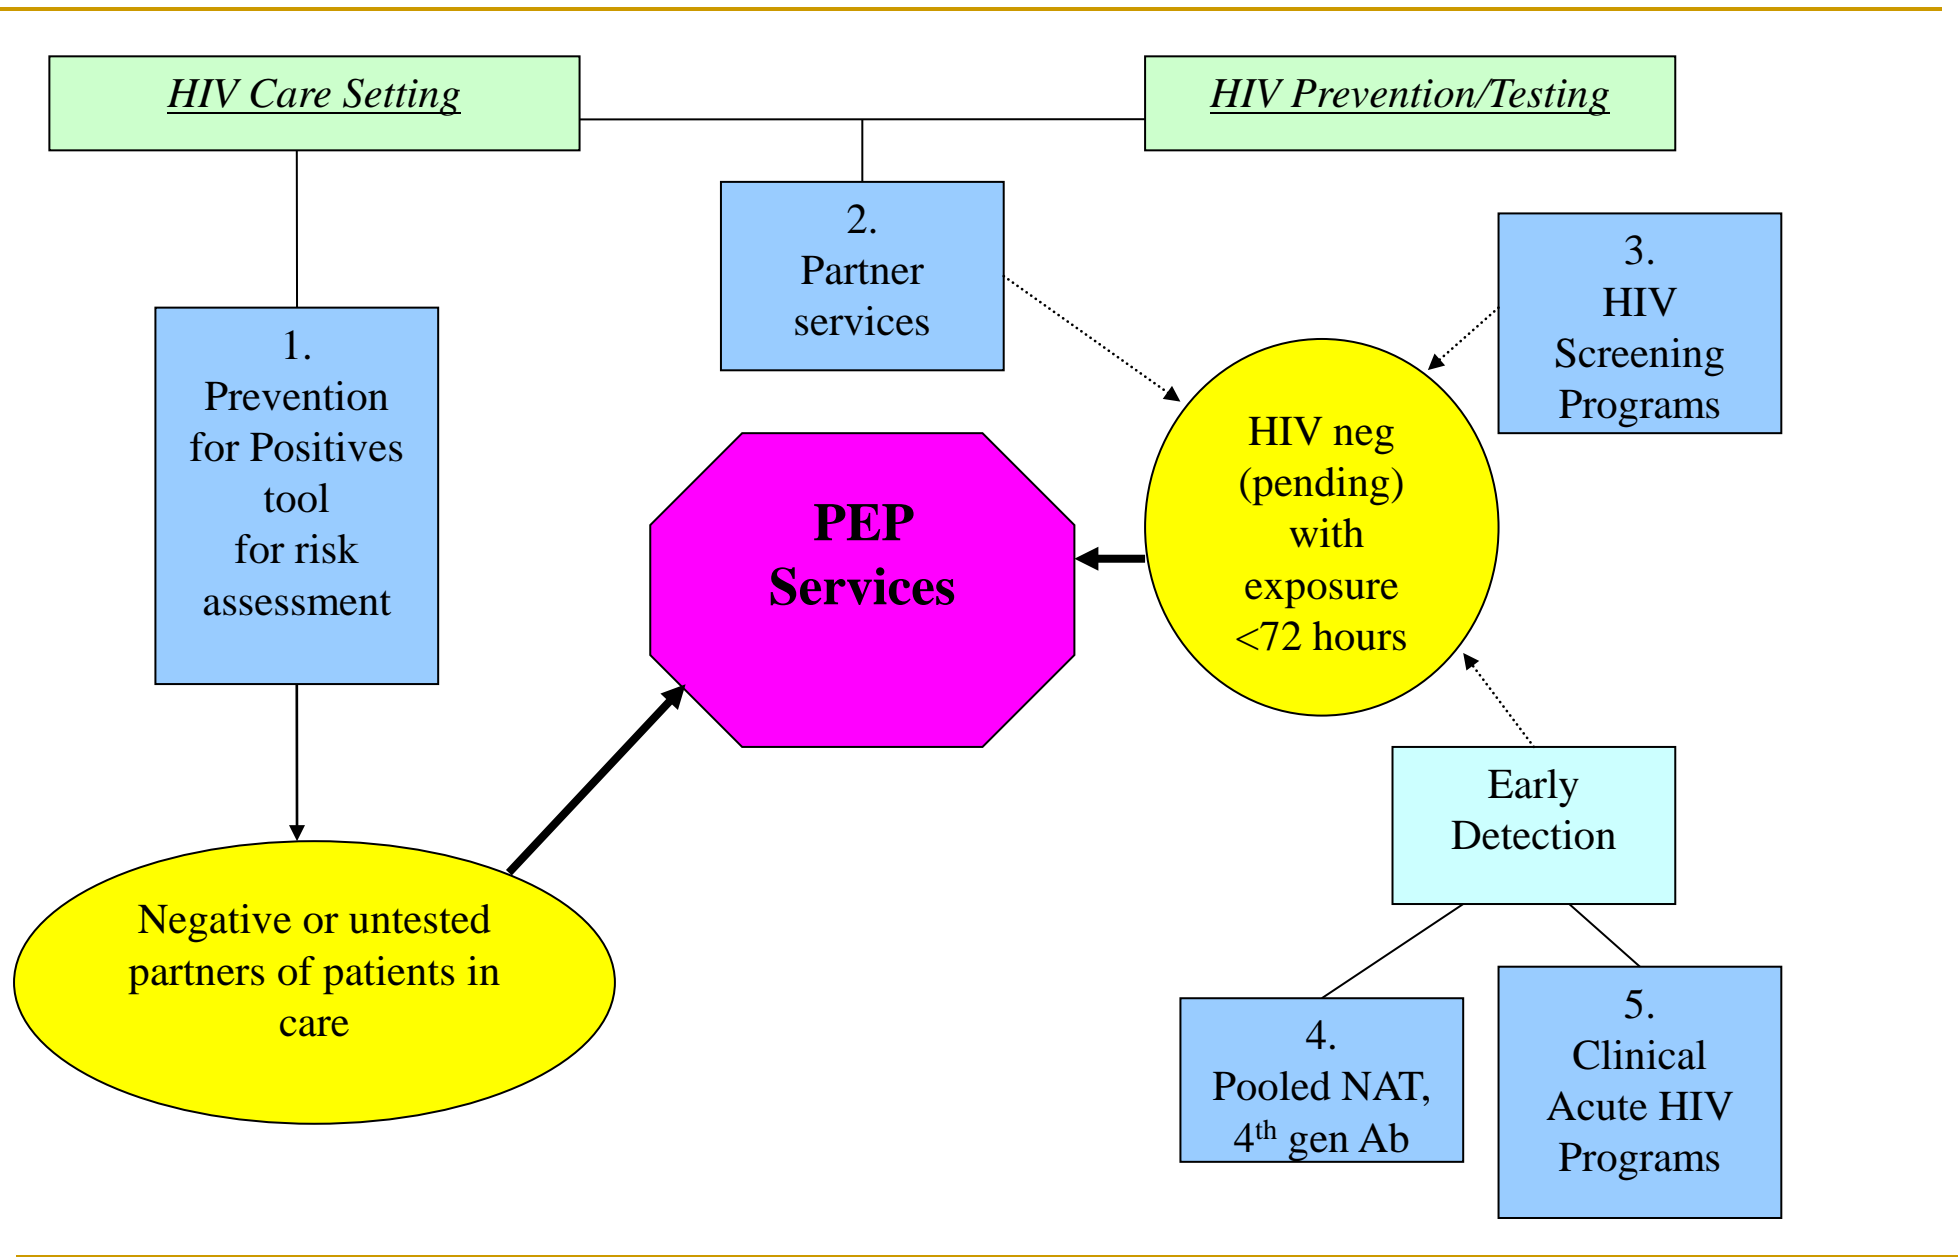 HIV Care Setting
HIV Prevention/Testing
1.
Prevention
for Positives
tool
for risk
assessment
2.
Partner
services
3.
HIV
Screening
Programs
PEP
Services
HIV neg
(pending)
with
exposure
<72 hours
Negative or untested
partners of patients in
care
Early
Detection
4.
Pooled NAT,
4th gen Ab
5.
Clinical
Acute HIV
Programs